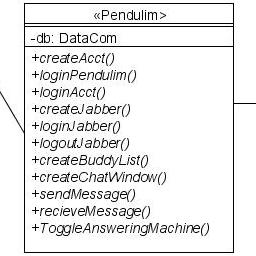 «Pendulim>
-db: DataCom
+createAcct()
+loginPendulim()
+loginAcct()
+createJabber()
+loginJabber()
+logoutJabber()
+createBuddyList()
+createChatWindow()
+sendMessage()
+recieveMessage()
+ToggleAnsweringMachine()